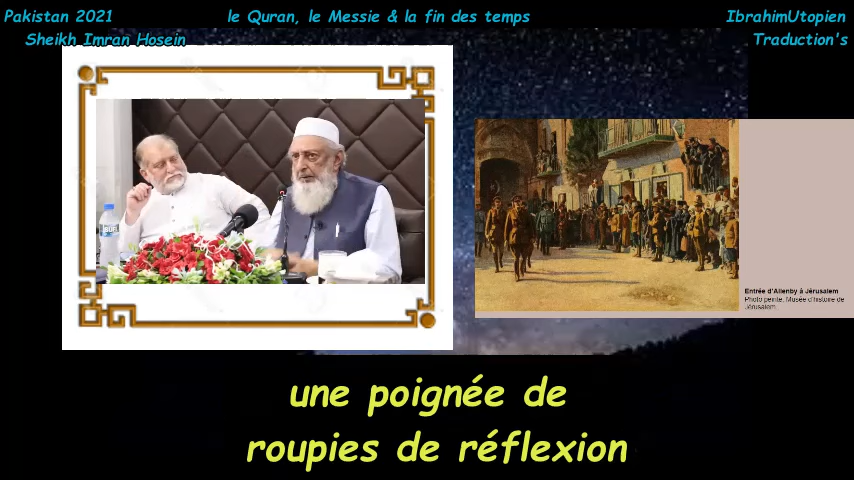 Pakistan 2021
le Quran, le Messie & la fin des temps
IbrahimUtopien
Sheikh Imran Hosein
Traduction's
Entrée d'Allenby à Jérusalem
Photo peinte, Musée d'histoire de
Jérusalem.
une poignée de
roupies de réflexion